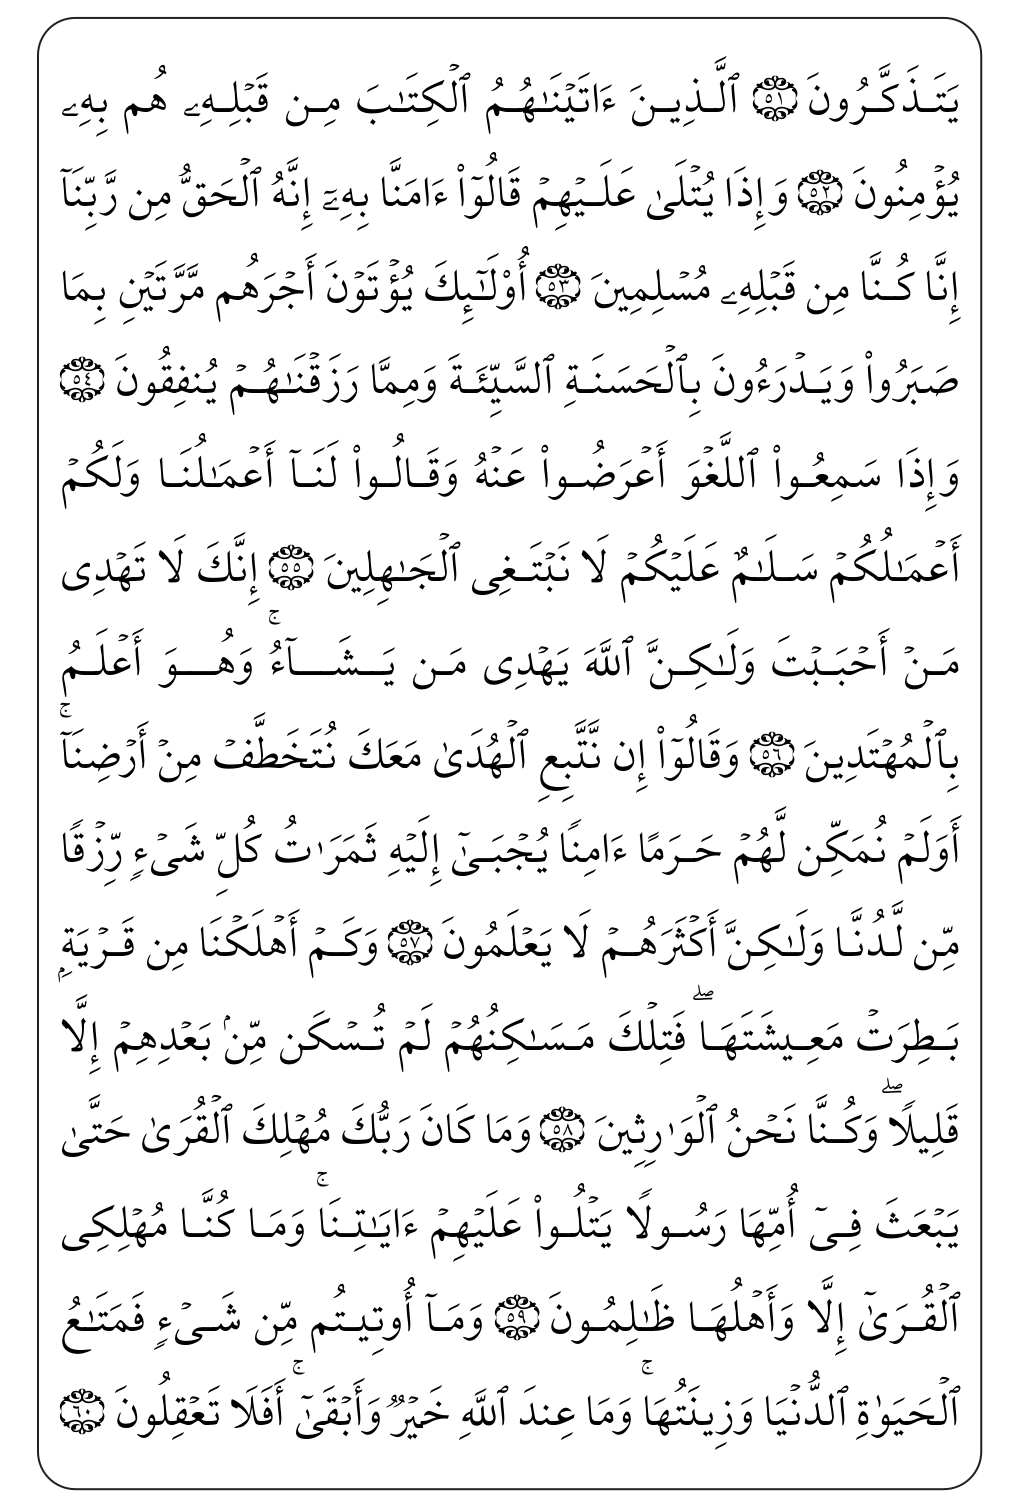 يَتَذَكَّرُونَ ٥١ ٱلَّذِينَ ءَاتَيْنَٰهُمُ ٱلْكِتَٰبَ مِن قَبْلِهِۦ هُم بِهِۦ
يُؤْمِنُونَ ٥٢ وَإِذَا يُتْلَىٰ عَلَيْهِمْ قَالُوٓا۟ ءَامَنَّا بِهِۦٓ إِنَّهُ ٱلْحَقُّ مِن رَّبِّنَآ
إِنَّا كُنَّا مِن قَبْلِهِۦ مُسْلِمِينَ ٥٣ أُو۟لَٰٓئِكَ يُؤْتَوْنَ أَجْرَهُم مَّرَّتَيْنِ بِمَا
صَبَرُوا۟ وَيَدْرَءُونَ بِٱلْحَسَنَةِ ٱلسَّيِّئَةَ وَمِمَّا رَزَقْنَٰهُمْ يُنفِقُونَ ٥٤
وَإِذَا سَمِعُوا۟ ٱللَّغْوَ أَعْرَضُوا۟ عَنْهُ وَقَالُوا۟ لَنَآ أَعْمَٰلُنَا وَلَكُمْ
أَعْمَٰلُكُمْ سَلَٰمٌ عَلَيْكُمْ لَا نَبْتَغِى ٱلْجَٰهِلِينَ ٥٥ إِنَّكَ لَا تَهْدِى
مَنْ أَحْبَبْتَ وَلَٰكِنَّ ٱللَّهَ يَهْدِى مَن يَشَآءُ ۚ وَهُوَ أَعْلَمُ
بِٱلْمُهْتَدِينَ ٥٦ وَقَالُوٓا۟ إِن نَّتَّبِعِ ٱلْهُدَىٰ مَعَكَ نُتَخَطَّفْ مِنْ أَرْضِنَآ ۚ
أَوَلَمْ نُمَكِّن لَّهُمْ حَرَمًا ءَامِنًا يُجْبَىٰٓ إِلَيْهِ ثَمَرَٰتُ كُلِّ شَىْءٍ رِّزْقًا
مِّن لَّدُنَّا وَلَٰكِنَّ أَكْثَرَهُمْ لَا يَعْلَمُونَ ٥٧ وَكَمْ أَهْلَكْنَا مِن قَرْيَةٍۭ
بَطِرَتْ مَعِيشَتَهَا ۖ فَتِلْكَ مَسَٰكِنُهُمْ لَمْ تُسْكَن مِّنۢ بَعْدِهِمْ إِلَّا
قَلِيلًا ۖ وَكُنَّا نَحْنُ ٱلْوَٰرِثِينَ ٥٨ وَمَا كَانَ رَبُّكَ مُهْلِكَ ٱلْقُرَىٰ حَتَّىٰ
يَبْعَثَ فِىٓ أُمِّهَا رَسُولًا يَتْلُوا۟ عَلَيْهِمْ ءَايَٰتِنَا ۚ وَمَا كُنَّا مُهْلِكِى
ٱلْقُرَىٰٓ إِلَّا وَأَهْلُهَا ظَٰلِمُونَ ٥٩ وَمَآ أُوتِيتُم مِّن شَىْءٍ فَمَتَٰعُ
ٱلْحَيَوٰةِ ٱلدُّنْيَا وَزِينَتُهَا ۚ وَمَا عِندَ ٱللَّهِ خَيْرٌ وَأَبْقَىٰٓ ۚ أَفَلَا تَعْقِلُونَ ٦٠